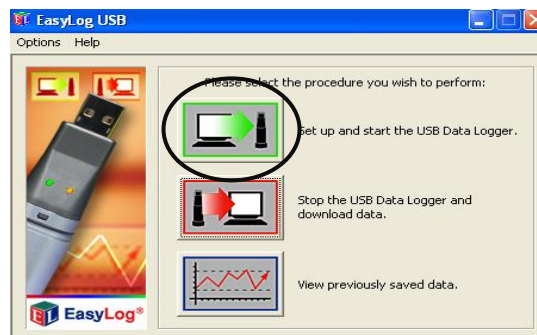 EasyLog USB
Options Help
Please select the procedure you wish to perform:
Set up and start the USB Data Logger.
Stop the USB Data Logger and
download data.
View previously saved data.
EasyLog®